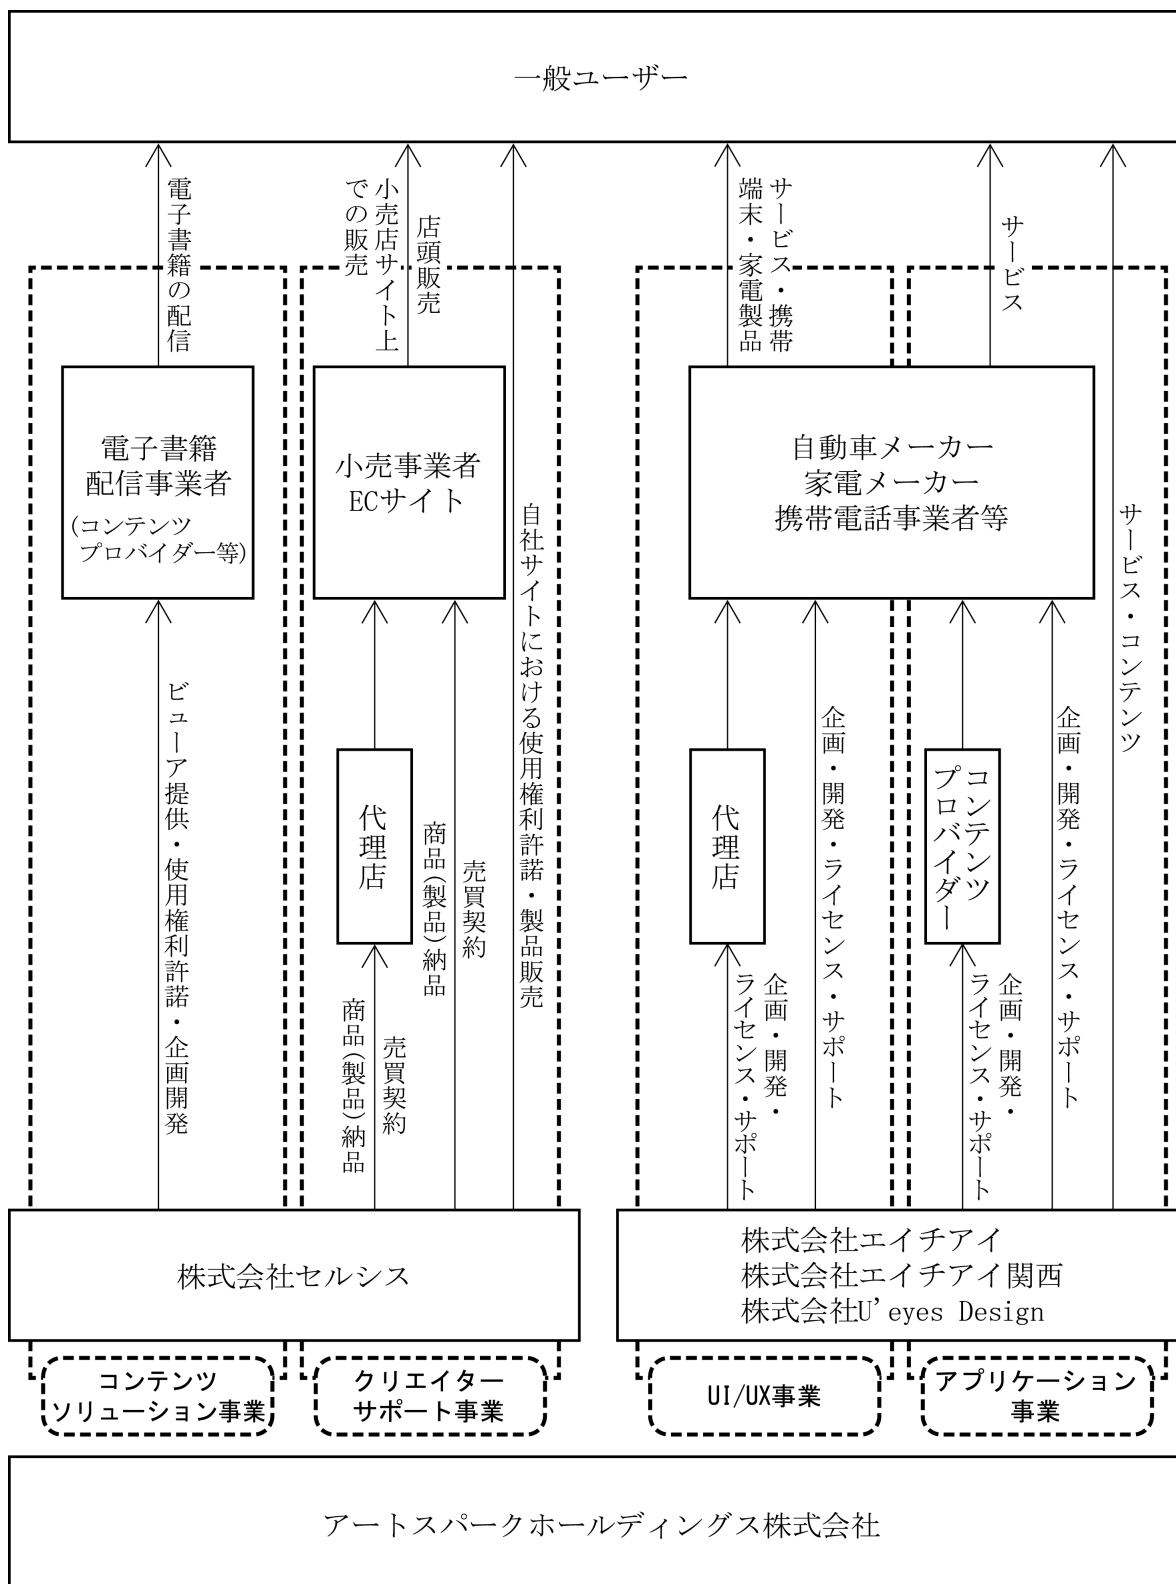 一般ユーザー
電子書籍の配信
小売店サイト上
での販売
店頭販売
サービス・携帯
端末・家電製品
サービス
電子書籍
配信事業者
(コンテンツ
プロバイダー等)
小売事業者
ECサイト
自社サイトにおける使用権利許諾・製品販売
自動車メーカー
家電メーカー
携帯電話事業者等
サービス・コンテンツ
ビューア提供・使用権利許諾・企画開発
代理店
商品(製品)納品
売買契約
商品(製品)納品
売買契約
代理店
企画・開発・ライセンス・サポート
コンテンツ
プロバイダー
企画・開発・ライセンス・サポート
企画・開発・
ライセンス・サポート
企画・開発・
ライセンス・サポート
株式会社セルシス
株式会社エイチアイ
株式会社エイチアイ関西
株式会社U'eyes Design
コンテンツ
ソリューション事業
クリエイター
サポート事業
UI/UX事業
アプリケーション
事業
アートスパークホールディングス株式会社